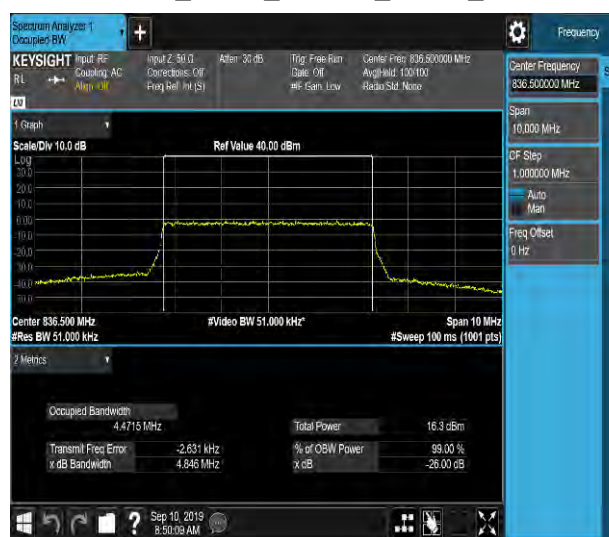 Spectrum Analyzer 1
Occupied BW
+
Frequency
KEYSIGHT
Input: RF
Coupling: AC
Align: Off
RL
Input Z: 50 Ω
Corrections: Off
Freq Ref: Int (S)
Atten: 30 dB
Trig: Free Run
Gate: Off
#IF Gain: Low
Center Freq: 836.500000 MHz
Avg|Hold: 100/100
Radio Std: None
1 Graph
Scale/Div 10.0 dB
Ref Value 40.00 dBm
Log
30.0
20.0
10.0
0.00
-10.0
-20.0
-30.0
-40.0
-50.0
Center 836.500 MHz
#Video BW 51.000 kHz*
Span 10 MHz
#Res BW 51.000 kHz
#Sweep 100 ms (1001 pts)
2 Metrics
Occupied Bandwidth
4.4715 MHz
Total Power 16.3 dBm
Transmit Freq Error -2.631 kHz
% of OBW Power 99.00 %
x dB Bandwidth 4.846 MHz
x dB -26.00 dB
Center Frequency
836.500000 MHz
Span
10.000 MHz
CF Step
1.000000 MHz
Auto
Man
Freq Offset
0 Hz
S
?
Sep 10, 2019
8:50:09 AM